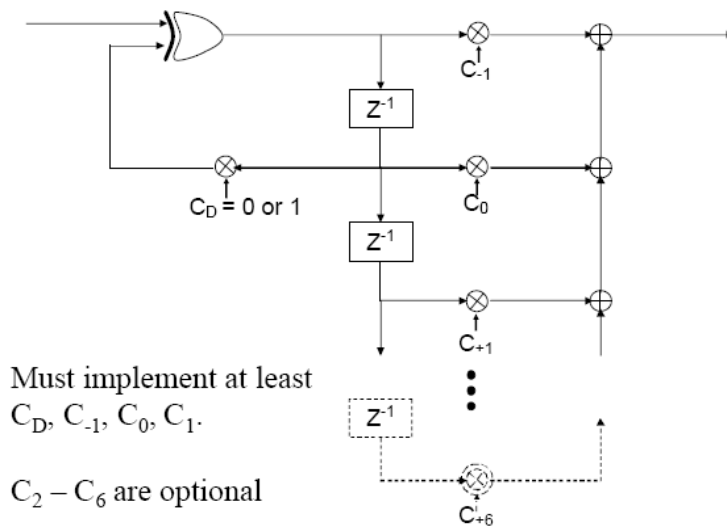 C-1
Z-1
CD = 0 or 1
C0
Z-1
C+1
Must implement at least
CD, C-1, C0, C1.
Z-1
C2 – C6 are optional
C+6